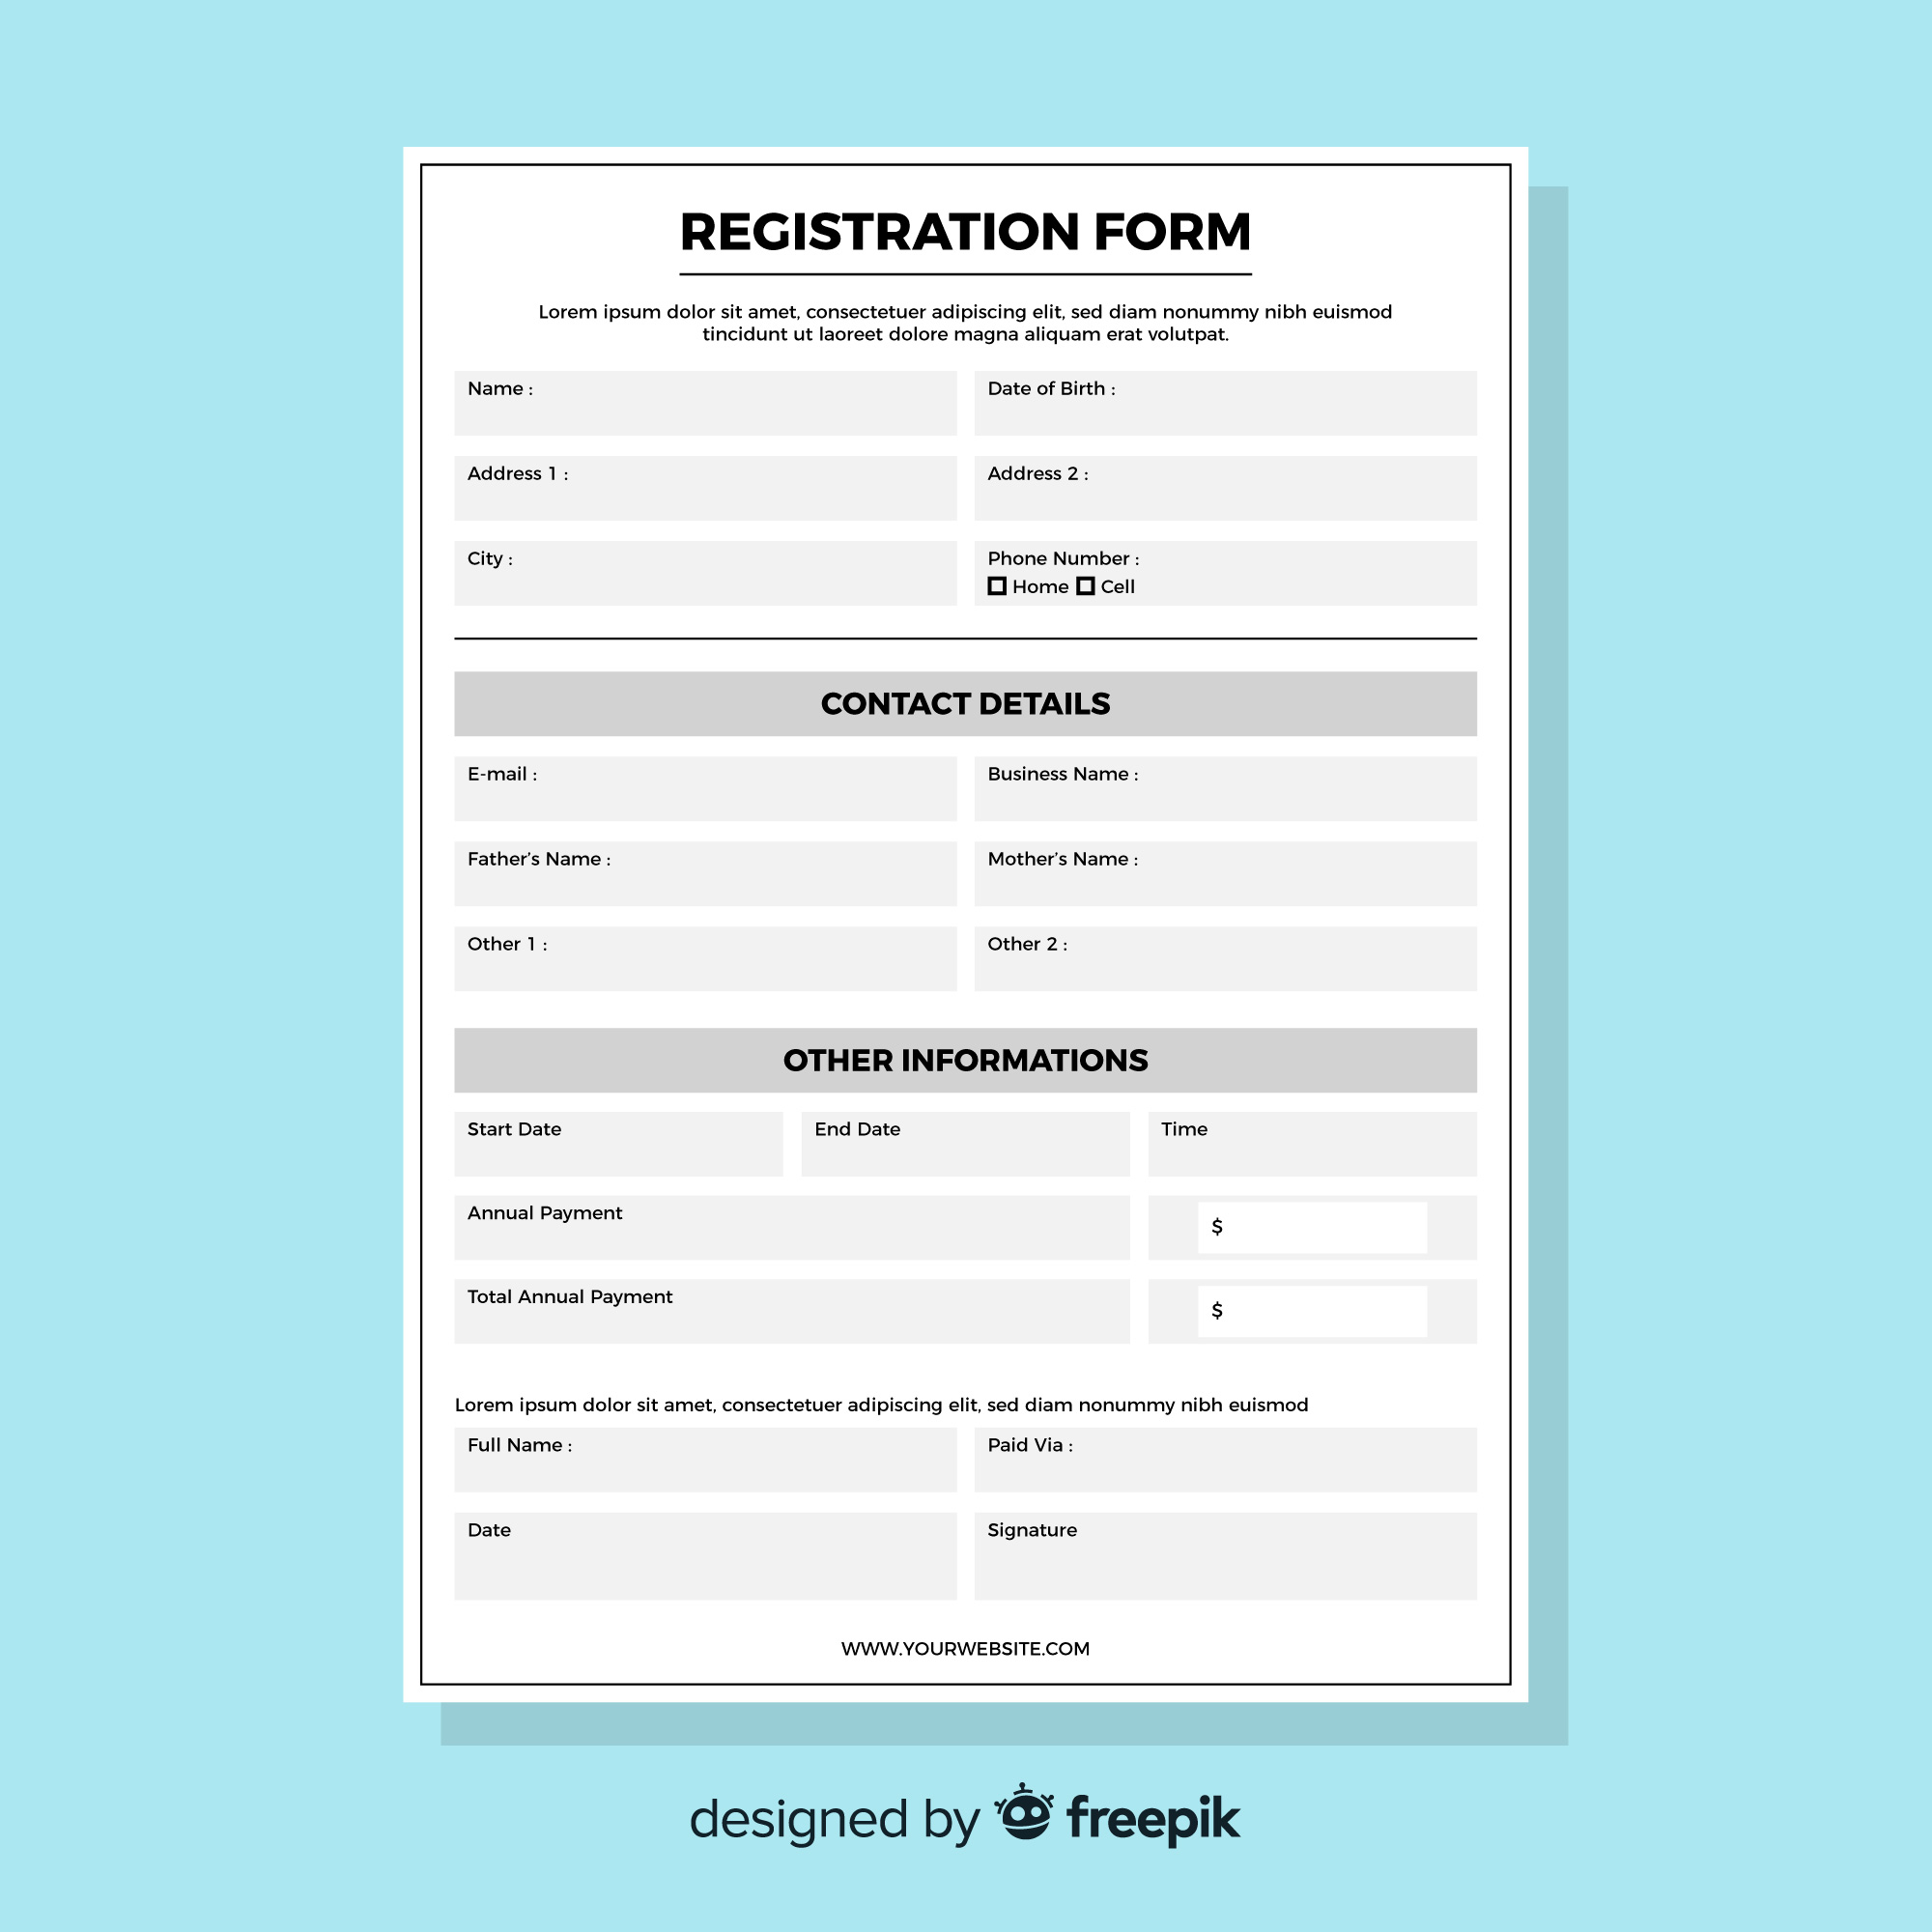 REGISTRATION FORM
Lorem ipsum dolor sit amet, consectetuer adipiscing elit, sed diam nonummy nibh euismod
tincidunt ut laoreet dolore magna aliquam erat volutpat.
Name :
Date of Birth :
Address 1 :
Address 2 :
City :
Phone Number :
Home Cell
CONTACT DETAILS
E-mail :
Business Name :
Father’s Name :
Mother’s Name :
Other 1 :
Other 2 :
OTHER INFORMATIONS
Start Date
End Date
Time
Annual Payment
$
Total Annual Payment
$
Lorem ipsum dolor sit amet, consectetuer adipiscing elit, sed diam nonummy nibh euismod
Full Name :
Paid Via :
Date
Signature
WWW.YOURWEBSITE.COM
designed by freepik